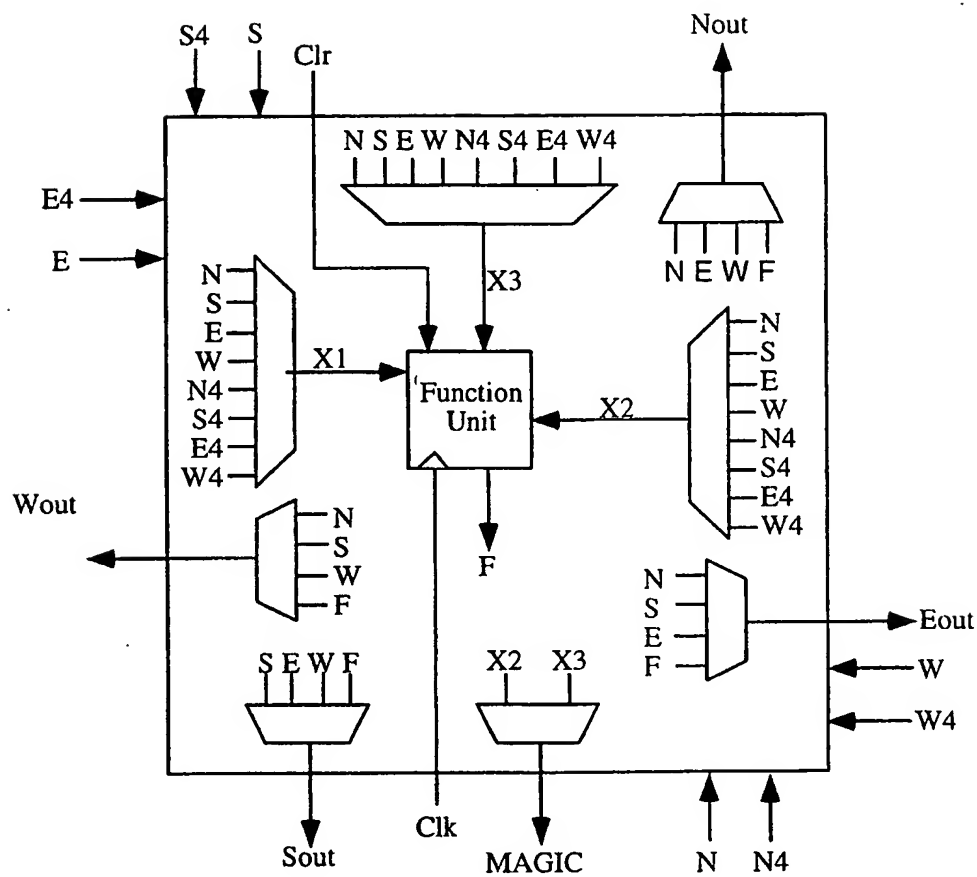 S4 S Clr Nout
N S E W N4 S4 E4 W4
E4
E
N E W F
X3
N
S
E
W
N4
S4
E4
W4
X1
Function
Unit
X2
N
S
E
W
N4
S4
E4
W4
Wout
N
S
W
F
F
N
S
E
F
Eout
W
W4
S E W F
X2 X3
Sout
Clk
MAGIC
N N4